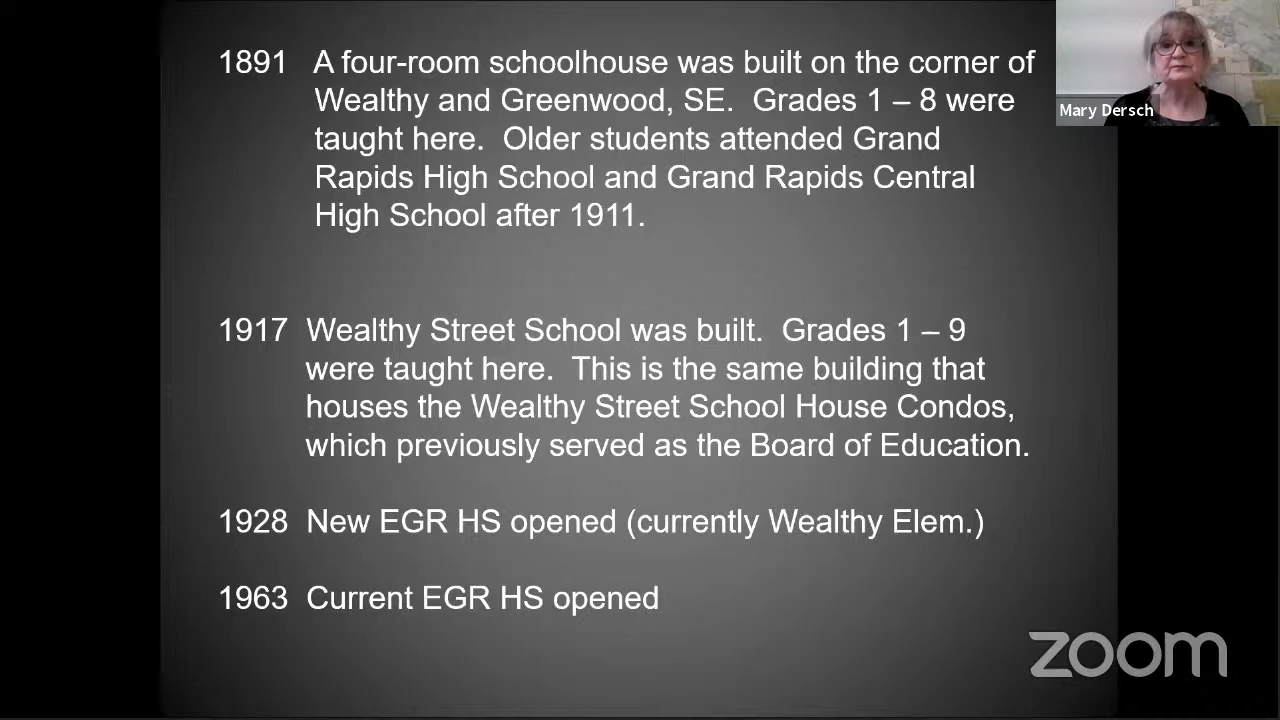 1891 A four-room schoolhouse was built on the corner of
Wealthy and Greenwood, SE. Grades 1 – 8 were
taught here. Older students attended Grand
Rapids High School and Grand Rapids Central
High School after 1911.
1917 Wealthy Street School was built. Grades 1 – 9
were taught here. This is the same building that
houses the Wealthy Street School House Condos,
which previously served as the Board of Education.
1928 New EGR HS opened (currently Wealthy Elem.)
1963 Current EGR HS opened
Mary Dersch
zoom